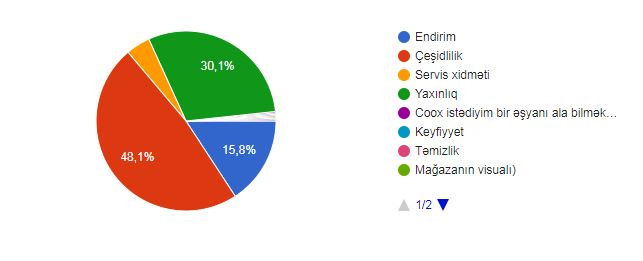 30,1%
15,8%
48,1%
Endirim
Çeşidlilik
Servis xidməti
Yaxınlıq
Coox istədiyim bir əşyanı ala bilmək...
Keyfiyyet
Təmizlik
Mağazanın visualı)
1/2